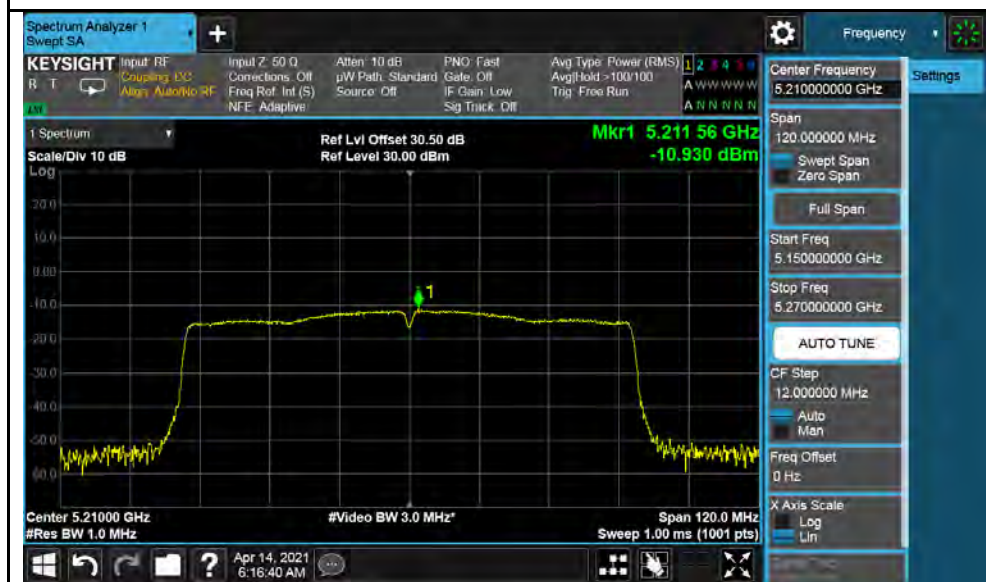 Spectrum Analyzer 1
Swept SA
+
Frequency
KEYSIGHT
R T
Input: RF
Coupling: DC
Align: Auto/No RF
Input Z: 50 Ω
Corrections: Off
Freq Ref: Int (S)
NFE: Adaptive
Atten: 10 dB
µW Path: Standard
Source: Off
PNO: Fast
Gate: Off
IF Gain: Low
Sig Track: Off
Avg Type: Power (RMS)
Avg|Hold >100/100
Trig: Free Run
1 2 3 4 5 6
A W W W W W
A N N N N N
1 Spectrum
Scale/Div 10 dB
Ref Lvl Offset 30.50 dB
Ref Level 30.00 dBm
Mkr1 5.211 56 GHz
-10.930 dBm
Log
20.0
10.0
0.00
-10.0
-20.0
-30.0
-40.0
-50.0
-60.0
1
Center 5.21000 GHz
#Res BW 1.0 MHz
#Video BW 3.0 MHz*
Span 120.0 MHz
Sweep 1.00 ms (1001 pts)
Center Frequency
5.210000000 GHz
Settings
Span
120.000000 MHz
Swept Span
Zero Span
Full Span
Start Freq
5.150000000 GHz
Stop Freq
5.270000000 GHz
AUTO TUNE
CF Step
12.000000 MHz
Auto
Man
Freq Offset
0 Hz
X Axis Scale
Log
Lin
?
Apr 14, 2021
6:16:40 AM